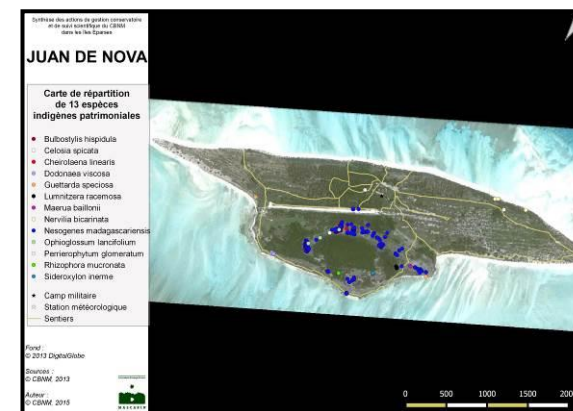 Synthèse des actions de gestion conservatoire
et de suivi scientifique du CBNM
dans les îles Eparses
JUAN DE NOVA
Carte de répartition
de 13 espèces
indigènes patrimoniales
Bulbostylis hispidula
Celosia spicata
Cheirolaena linearis
Dodonaea viscosa
Guettarda speciosa
Lumnitzera racemosa
Maerua baillonii
Nervilia bicarinata
Nesogenes madagascariensis
Ophioglossum lancifolium
Perrierophytum glomeratum
Rhizophora mucronata
Sideroxylon inerme
Camp militaire
Station météorologique
Sentiers
Fond :
© 2013 DigitalGlobe
Sources :
© CBNM, 2013
Auteur :
© CBNM, 2015
MASCARIN
0 500 1000 1500 200